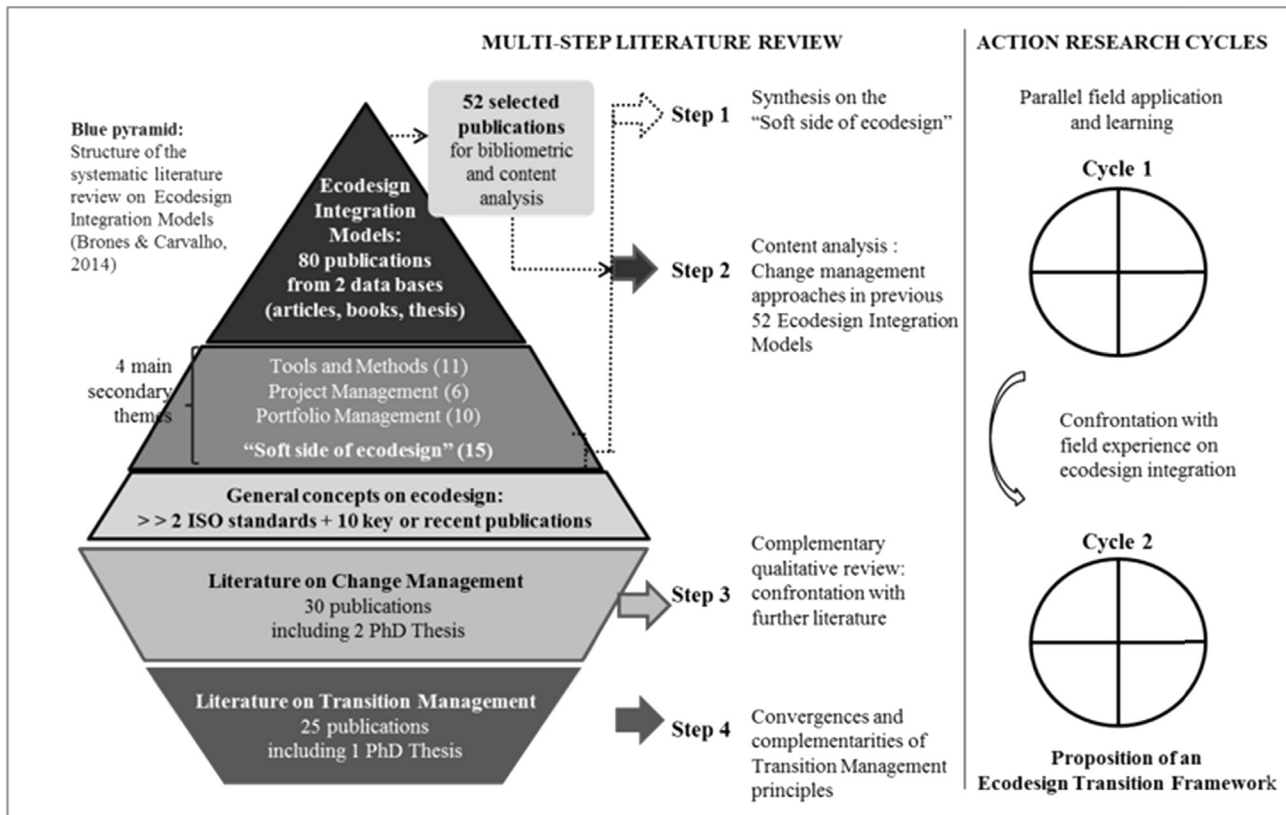 MULTI-STEP LITERATURE REVIEW
ACTION RESEARCH CYCLES
Blue pyramid:
Structure of the
systematic literature
review on Ecodesign
Integration Models
(Brones & Carvalho,
2014)
52 selected
publications
for bibliometric
and content
analysis
Ecodesign
Integration
Models:
80 publications
from 2 data bases
(articles, books, thesis)
4 main
secondary
themes
Tools and Methods (11)
Project Management (6)
Portfolio Management (10)
“Soft side of ecodesign” (15)
General concepts on ecodesign:
>> 2 ISO standards + 10 key or recent publications
Literature on Change Management
30 publications
including 2 PhD Thesis
Literature on Transition Management
25 publications
including 1 PhD Thesis
Step 1
Synthesis on the
“Soft side of ecodesign”
Step 2
Content analysis :
Change management
approaches in previous
52 Ecodesign Integration
Models
Step 3
Complementary
qualitative review:
confrontation with
further literature
Step 4
Convergences and
complementarities of
Transition Management
principles
Parallel field application
and learning
Cycle 1
Confrontation with
field experience on
ecodesign integration
Cycle 2
Proposition of an
Ecodesign Transition Framework